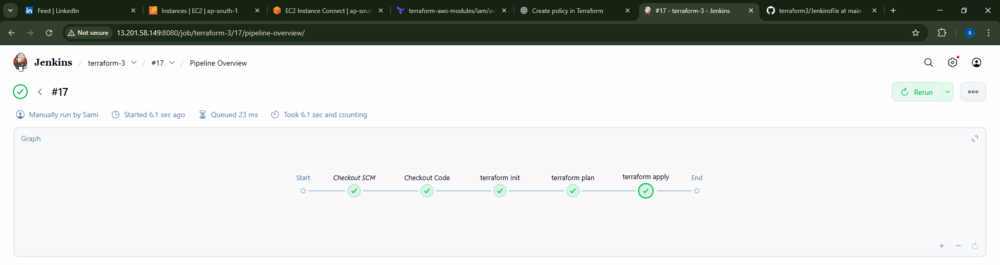 Feed | LinkedIn
Instances | EC2 | ap-south-1
EC2 Instance Connect | ap-sout
terraform-aws-modules/iam/aw
Create policy in Terraform
#17 - terraform-3 - Jenkins
terraform3/Jenkinsfile at main
Not secure
13.201.58.149:8080/job/terraform-3/17/pipeline-overview/
S
Jenkins / terraform-3 / #17 / Pipeline Overview
#17
Rerun
Manually run by Sami
Started 6.1 sec ago
Queued 23 ms
Took 6.1 sec and counting
Graph
Start
Checkout SCM
Checkout Code
terraform Init
terraform plan
terraform apply
End